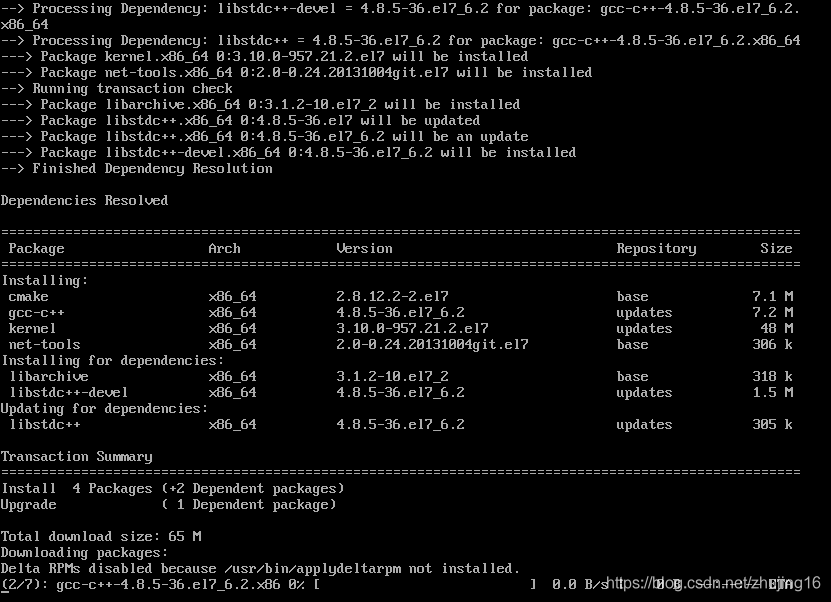 --> Processing Dependency: libstdc++-devel = 4.8.5-36.el7_6.2 for package: gcc-c++-4.8.5-36.el7_6.2.
x86_64
--> Processing Dependency: libstdc++ = 4.8.5-36.el7_6.2 for package: gcc-c++-4.8.5-36.el7_6.2.x86_64
---> Package kernel.x86_64 0:3.10.0-957.21.2.el7 will be installed
---> Package net-tools.x86_64 0:2.0-0.24.20131004git.el7 will be installed
--> Running transaction check
---> Package libarchive.x86_64 0:3.1.2-10.el7_2 will be installed
---> Package libstdc++.x86_64 0:4.8.5-36.el7 will be updated
---> Package libstdc++.x86_64 0:4.8.5-36.el7_6.2 will be an update
---> Package libstdc++-devel.x86_64 0:4.8.5-36.el7_6.2 will be installed
--> Finished Dependency Resolution
Dependencies Resolved
====================================================================================================
Package Arch Version Repository Size
====================================================================================================
Installing:
cmake x86_64 2.8.12.2-2.el7 base 7.1 M
gcc-c++ x86_64 4.8.5-36.el7_6.2 updates 7.2 M
kernel x86_64 3.10.0-957.21.2.el7 updates 48 M
net-tools x86_64 2.0-0.24.20131004git.el7 base 306 k
Installing for dependencies:
libarchive x86_64 3.1.2-10.el7_2 base 318 k
libstdc++-devel x86_64 4.8.5-36.el7_6.2 updates 1.5 M
Updating for dependencies:
libstdc++ x86_64 4.8.5-36.el7_6.2 updates 305 k
Transaction Summary
====================================================================================================
Install 4 Packages (+2 Dependent packages)
Upgrade ( 1 Dependent package)
Total download size: 65 M
Downloading packages:
Delta RPMs disabled because /usr/bin/applydeltarpm not installed.
(2/7): gcc-c++-4.8.5-36.el7_6.2.x86 0% [ ] 0.0 B/s | 0 B --:--:-- ETA
https://blog.csdn.net/zhujing16